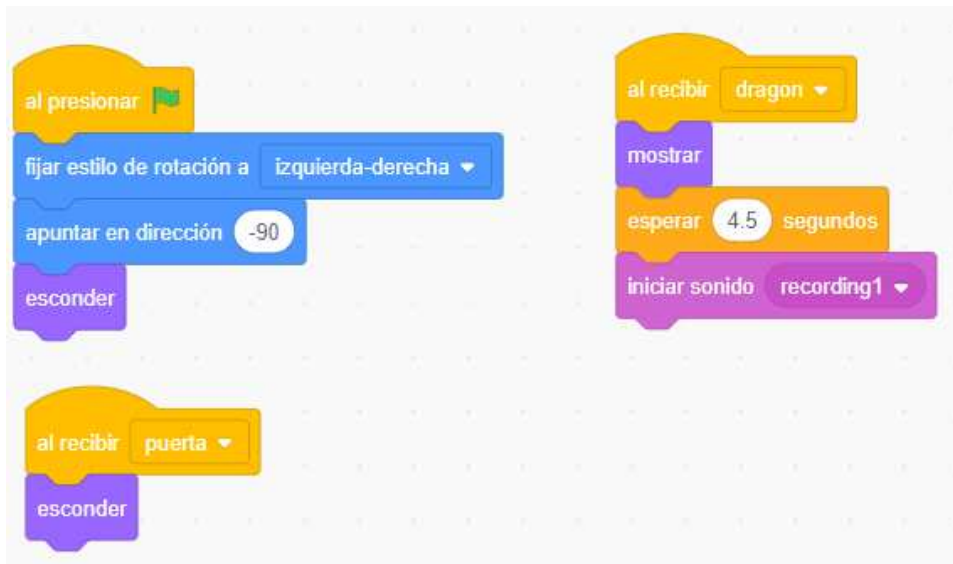 al presionar
fijar estilo de rotación a izquierda-derecha
apuntar en dirección -90
esconder
al recibir dragon
mostrar
esperar 4.5 segundos
iniciar sonido recording1
al recibir puerta
esconder